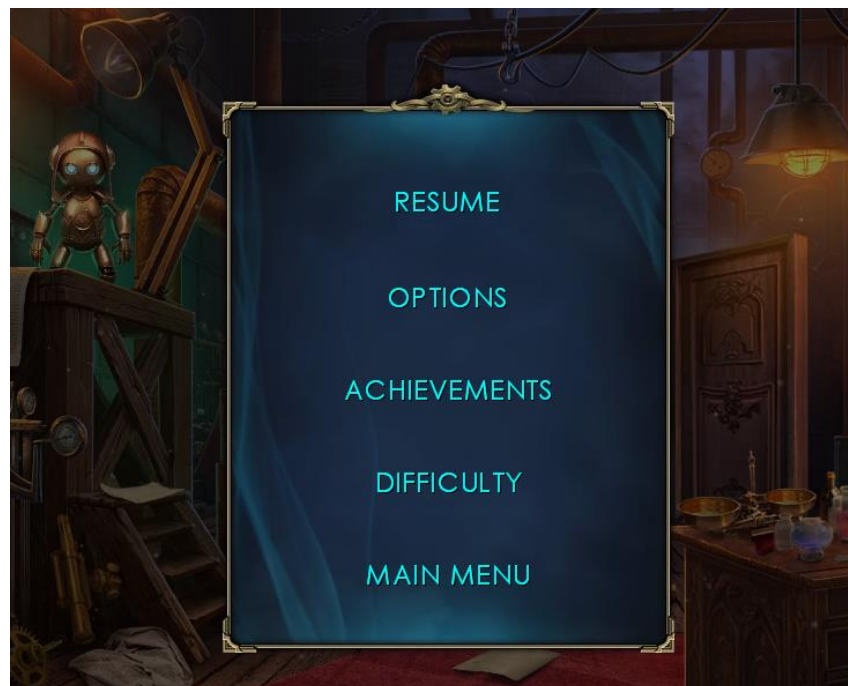 RESUME
OPTIONS
ACHIEVEMENTS
DIFFICULTY
MAIN MENU